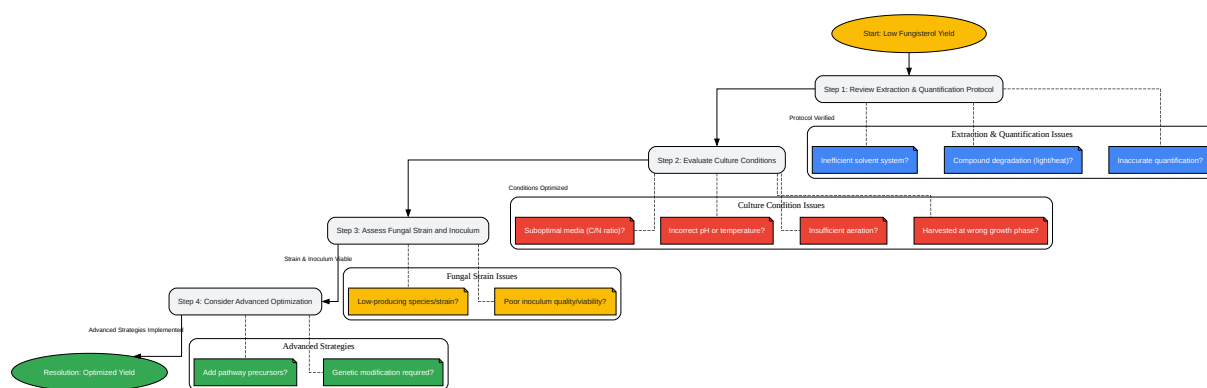 Start: Low Fungisterol Yield
Step 1: Review Extraction & Quantification Protocol
Protocol Verified
Extraction & Quantification Issues
Inefficient solvent system?
Compound degradation (light/heat)?
Inaccurate quantification?
Step 2: Evaluate Culture Conditions
Conditions Optimized
Culture Condition Issues
Suboptimal media (C/N ratio)?
Incorrect pH or temperature?
Insufficient aeration?
Harvested at wrong growth phase?
Step 3: Assess Fungal Strain and Inoculum
Strain & Inoculum Viable
Fungal Strain Issues
Low-producing species/strain?
Poor inoculum quality/viability?
Step 4: Consider Advanced Optimization
Advanced Strategies Implemented
Advanced Strategies
Add pathway precursors?
Genetic modification required?
Resolution: Optimized Yield